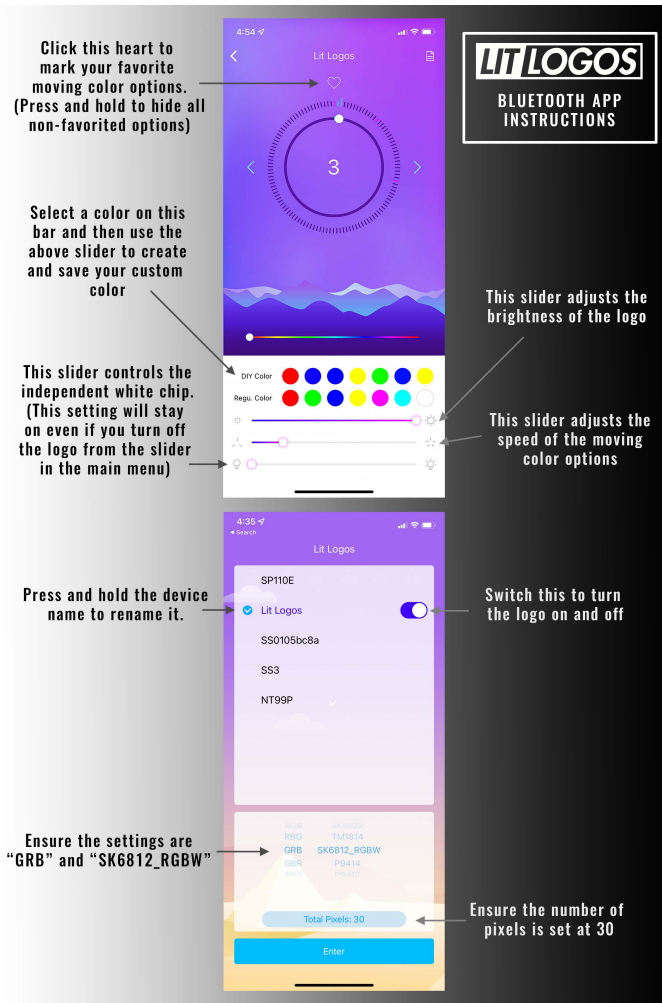 LIT LOGOS
BLUETOOTH APP
INSTRUCTIONS
Click this heart to
mark your favorite
moving color options.
(Press and hold to hide all
non-favorited options)
4:54
Lit Logos
3
Select a color on this
bar and then use the
above slider to create
and save your custom
color
This slider adjusts the
brightness of the logo
DIY Color
Regu. Color
This slider controls the
independent white chip.
(This setting will stay
on even if you turn off
the logo from the slider
in the main menu)
This slider adjusts the
speed of the moving
color options
4:35
◂ Search
Lit Logos
SP110E
Press and hold the device
name to rename it.
Lit Logos
Switch this to turn
the logo on and off
SS0105bc8a
SS3
NT99P
RBG TM1814
GRB SK6812_RGBW
GBR P9414
Ensure the settings are
“GRB” and “SK6812_RGBW”
Total Pixels: 30
Ensure the number of
pixels is set at 30
Enter